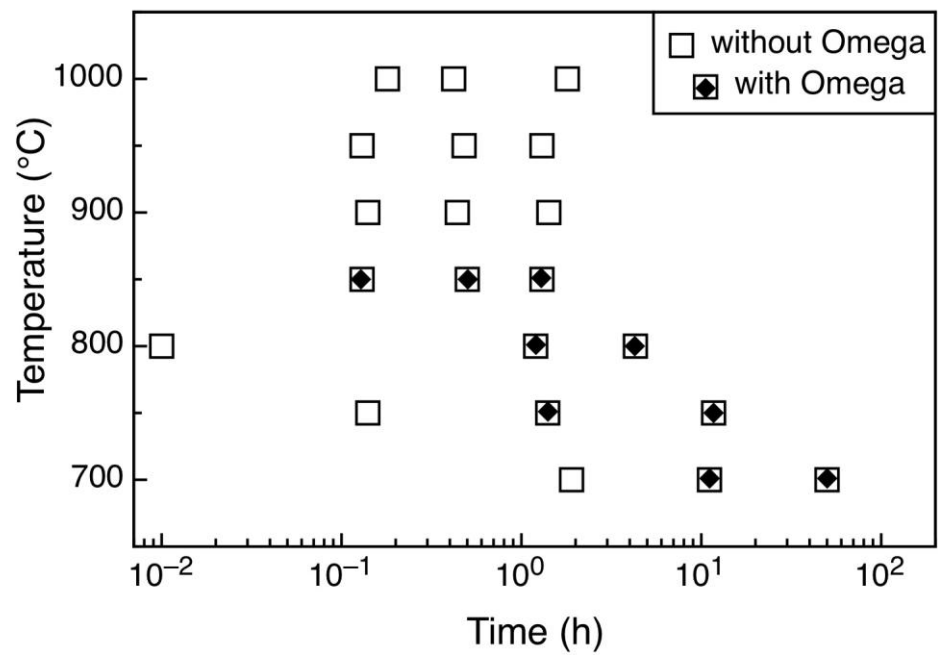 without Omega
with Omega
1000
900
800
700
Temperature (°C)
10⁻² 10⁻¹ 10⁰ 10¹ 10²
Time (h)